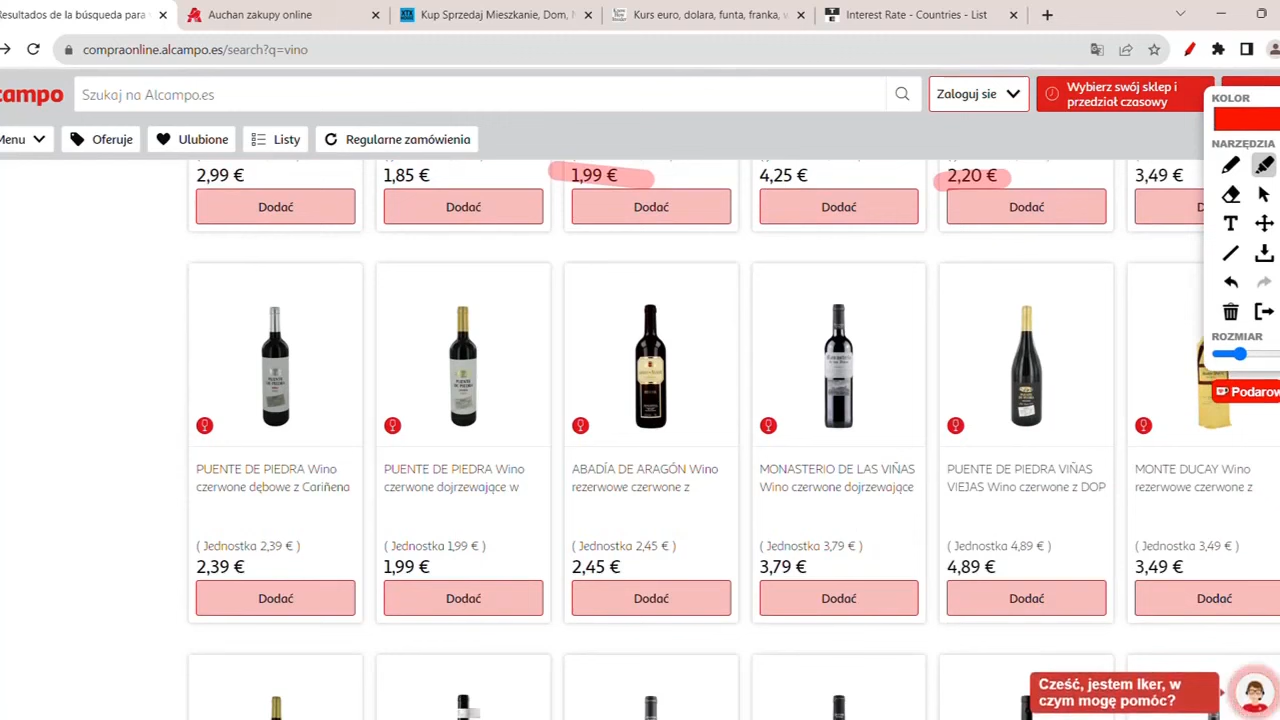 Resultados de la búsqueda para
Auchan zakupy online
Kup Sprzedaj Mieszkanie, Dom,
Kurs euro, dolara, funta, franka,
Interest Rate - Countries - List
compraonline.alcampo.es/search?q=vino
campo
Szukaj na Alcampo.es
Zaloguj sie
Wybierz swój sklep i
przedział czasowy
Menu
Oferuje
Ulubione
Listy
Regularne zamówienia
KOLOR
NARZĘDZIA
ROZMIAR
Podarow
2,99 €
1,85 €
1,99 €
4,25 €
2,20 €
3,49 €
Dodać
Dodać
Dodać
Dodać
Dodać
PUENTE DE PIEDRA Wino
czerwone dębowe z Cariñena
( Jednostka 2,39 € )
2,39 €
Dodać
PUENTE DE PIEDRA Wino
czerwone dojrzewające w
( Jednostka 1,99 € )
1,99 €
Dodać
ABADÍA DE ARAGÓN Wino
rezerwowe czerwone z
( Jednostka 2,45 € )
2,45 €
Dodać
MONASTERIO DE LAS VIÑAS
Wino czerwone dojrzewające
( Jednostka 3,79 € )
3,79 €
Dodać
PUENTE DE PIEDRA VIÑAS
VIEJAS Wino czerwone z DOP
( Jednostka 4,89 € )
4,89 €
Dodać
MONTE DUCAY Wino
rezerwowe czerwone z
( Jednostka 3,49 € )
3,49 €
Dodać
Cześć, jestem Iker, w
czym mogę pomóc?